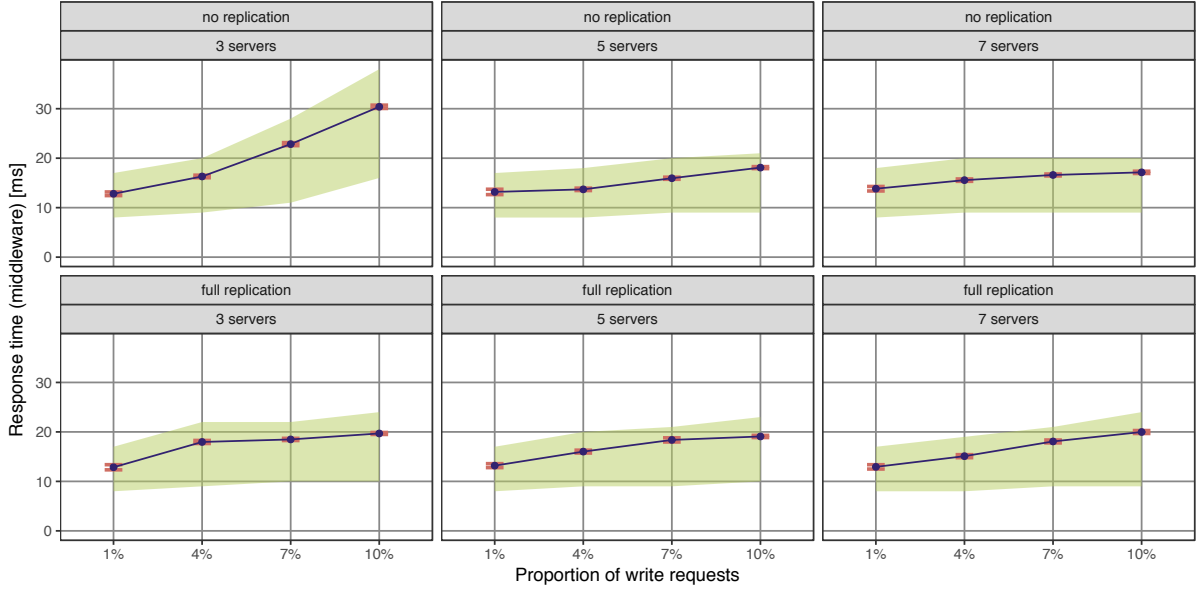 no replication
no replication
no replication
3 servers
5 servers
7 servers
30
20
10
0
full replication
full replication
full replication
3 servers
5 servers
7 servers
30
20
10
0
1%
4%
7%
10%
1%
4%
7%
10%
1%
4%
7%
10%
Proportion of write requests
Response time (middleware) [ms]